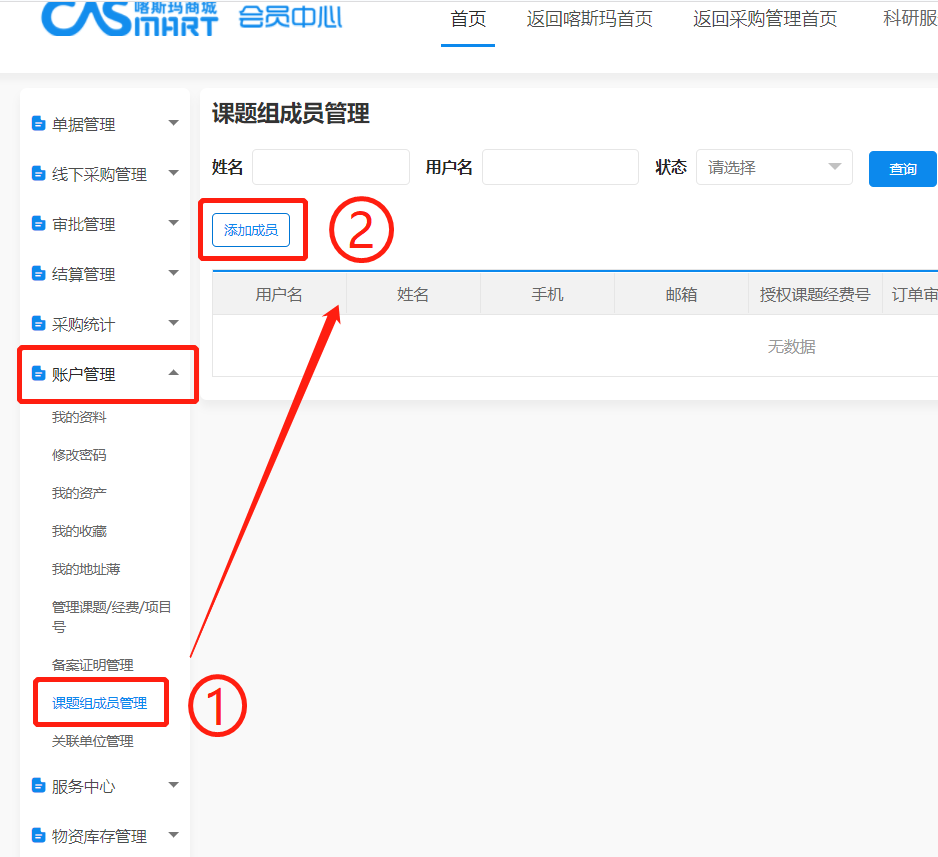 喀斯玛商城
CASMART
会员中心
首页 返回喀斯玛首页 返回采购管理首页 科研服
单据管理
线下采购管理
审批管理
结算管理
采购统计
账户管理
我的资料
修改密码
我的资产
我的收藏
我的地址薄
管理课题/经费/项目
号
备案证明管理
课题组成员管理
①
关联单位管理
服务中心
物资库存管理
课题组成员管理
姓名 用户名 状态 请选择 查询
添加成员 ②
用户名 姓名 手机 邮箱 授权课题经费号 订单审
无数据